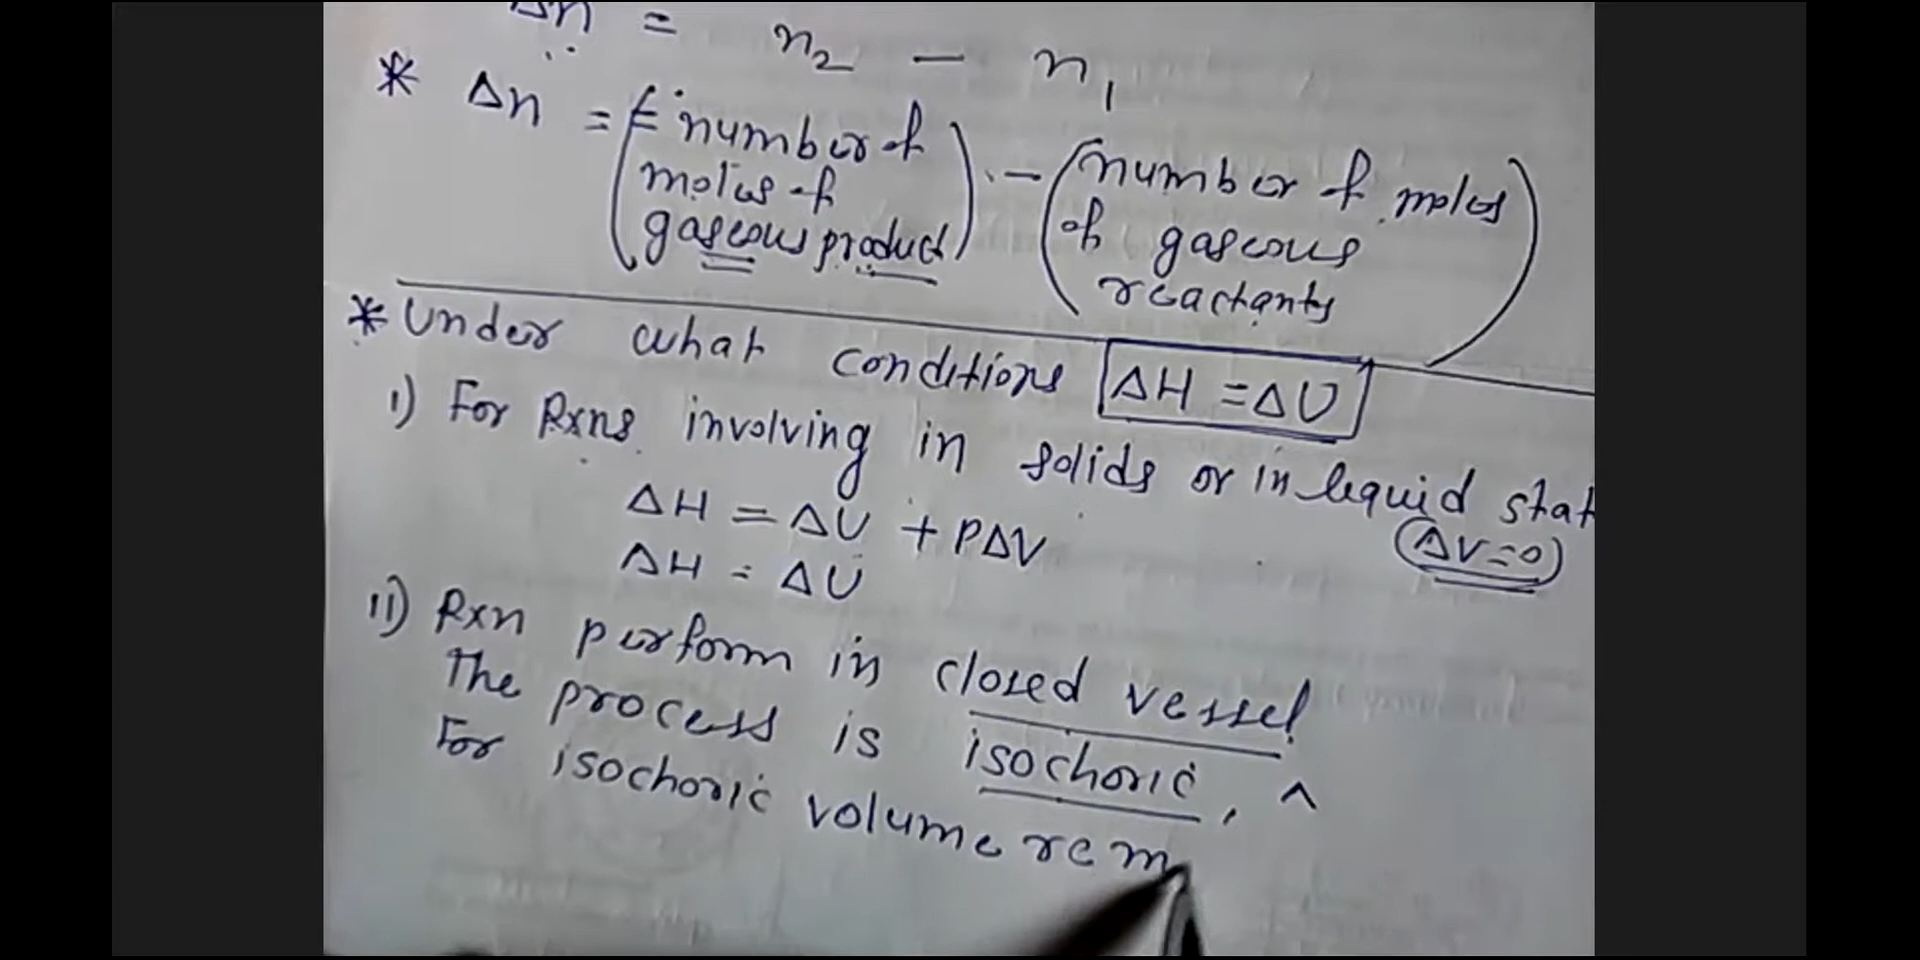 Δn = n2 - n1
* Δn = (number of moles of gaseous product) - (number of moles of gaseous reactants)
* Under what conditions ΔH = ΔU
i) For Rxns involving in solids or in liquid stat
(ΔV=0)
ΔH = ΔU + PΔV
ΔH = ΔU
ii) Rxn perform in closed vessel
The process is isochoric, ^
For isochoric volume rem